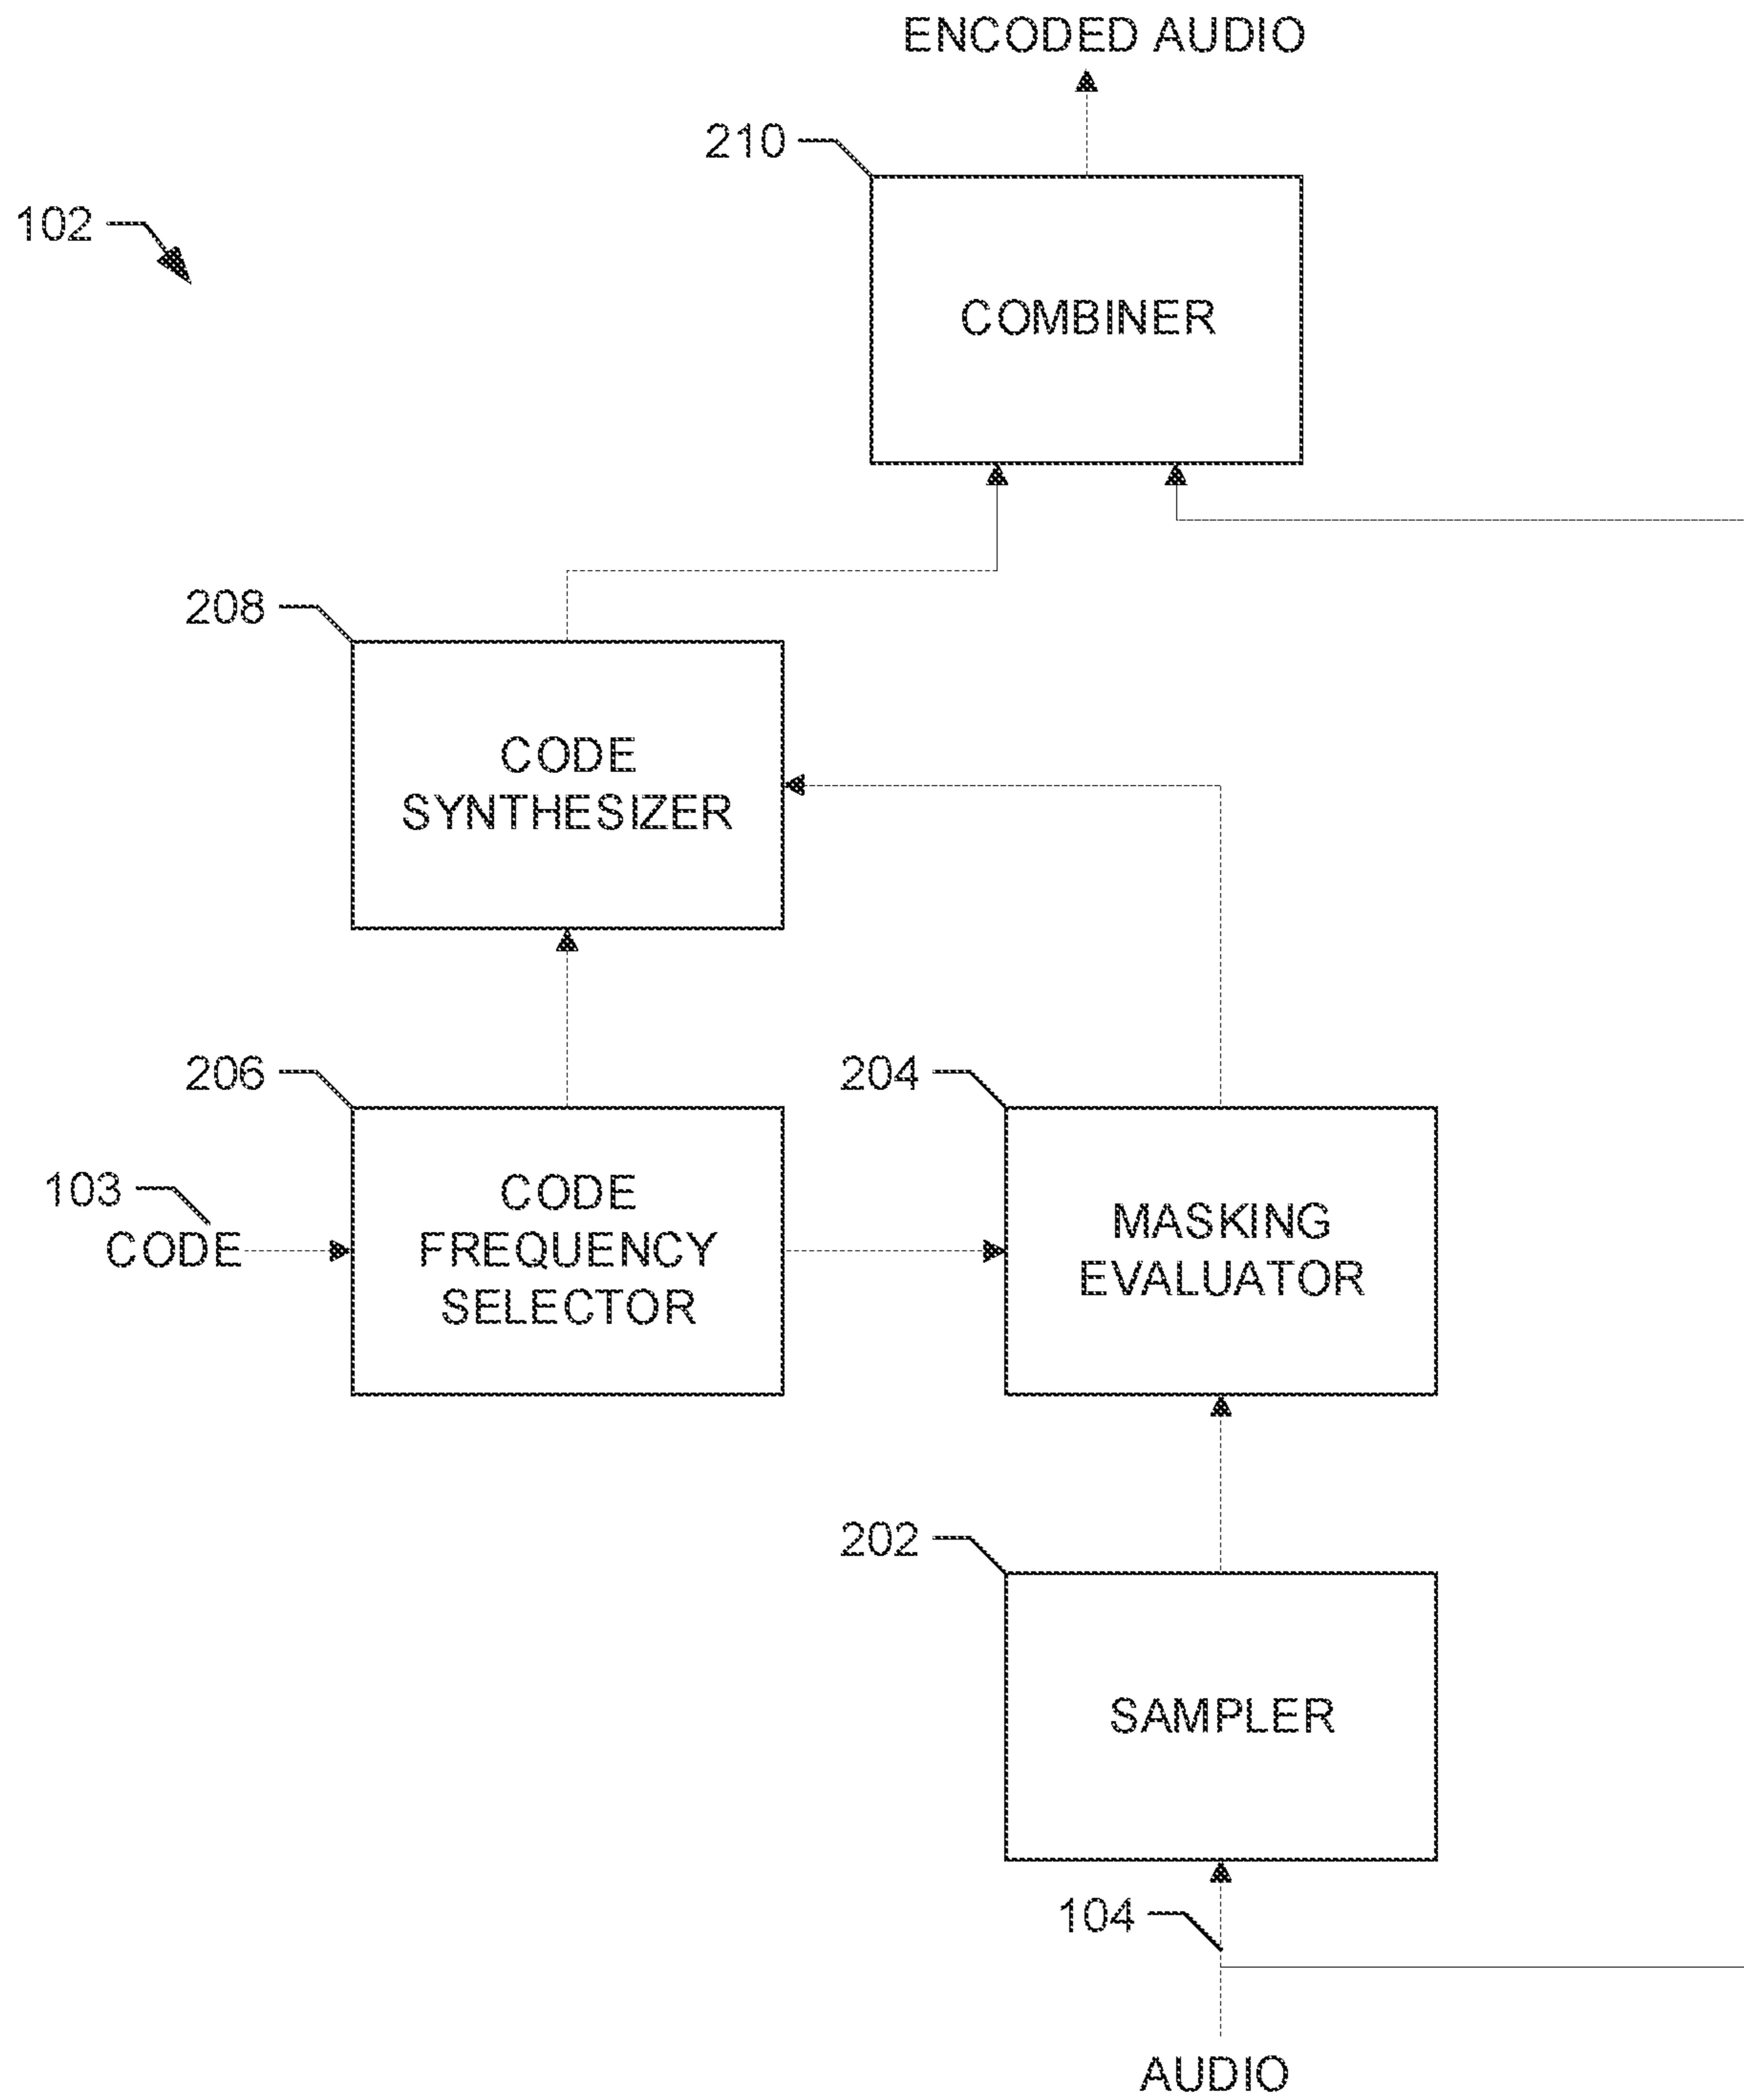 ENCODED AUDIO
210
102
COMBINER
208
CODE
SYNTHESIZER
206
204
103
CODE
CODE
FREQUENCY
SELECTOR
MASKING
EVALUATOR
202
SAMPLER
104
AUDIO